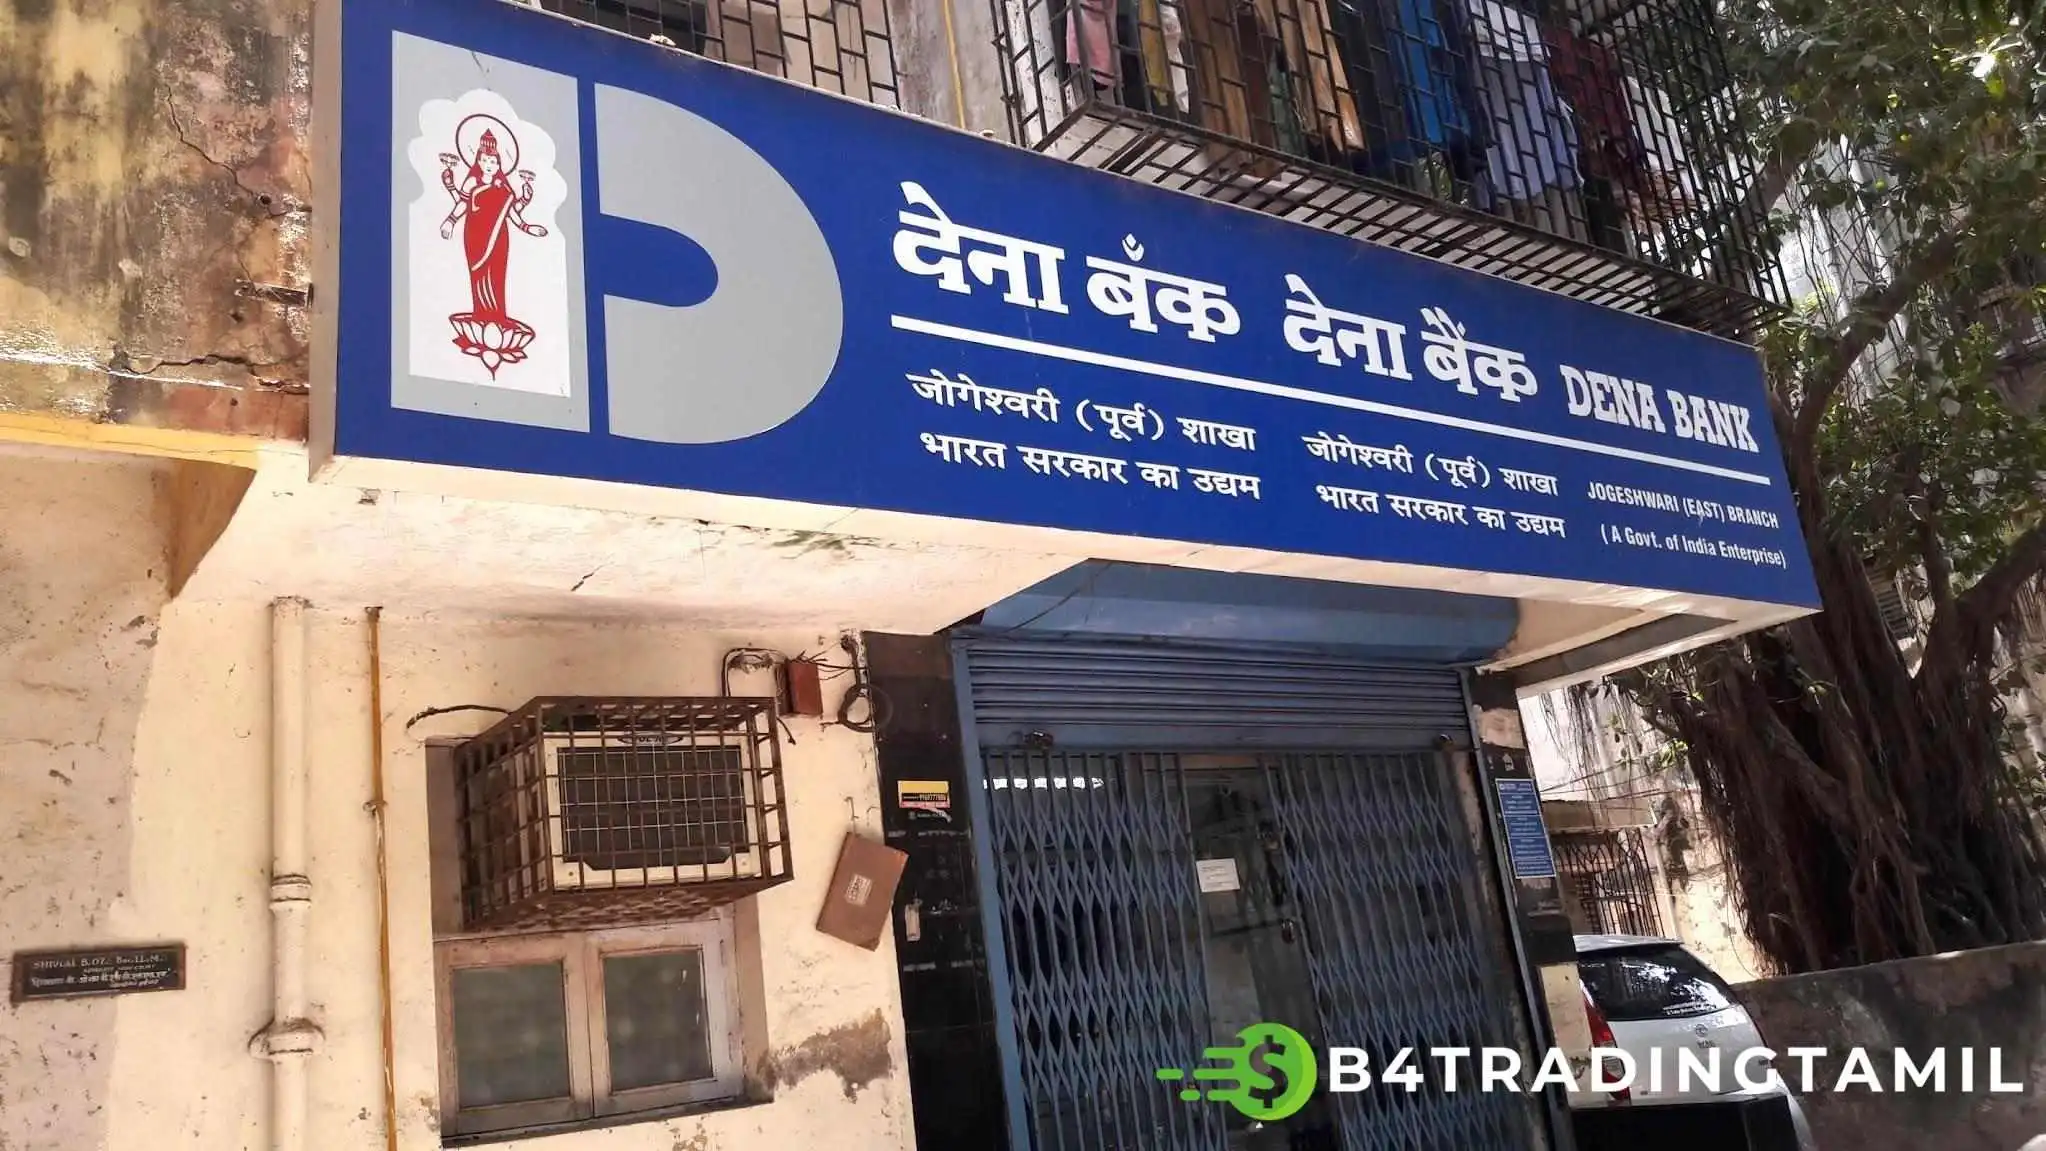 देना बँक देना बैंक DENA BANK
जोगेश्वरी (पूर्व) शाखा
भारत सरकार का उद्यम
जोगेश्वरी (पूर्व) शाखा
भारत सरकार का उद्यम
JOGESHWARI (EAST) BRANCH
(A Govt. of India Enterprise)
B4TRADINGTAMIL